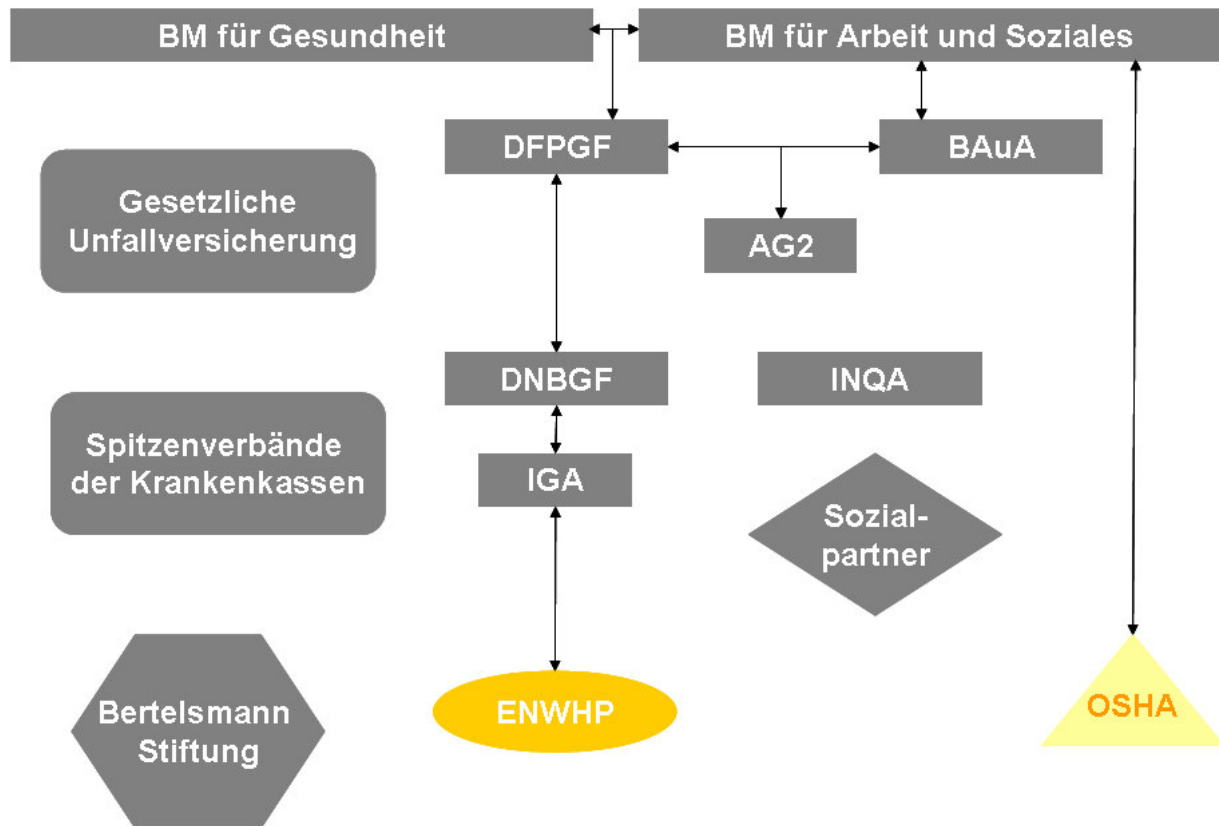 BM für Gesundheit
BM für Arbeit und Soziales
DFPGF
BAuA
Gesetzliche
Unfallversicherung
AG2
DNBGF
INQA
Spitzenverbände
der Krankenkassen
IGA
Sozial-
partner
Bertelsmann
Stiftung
ENWHP
OSHA